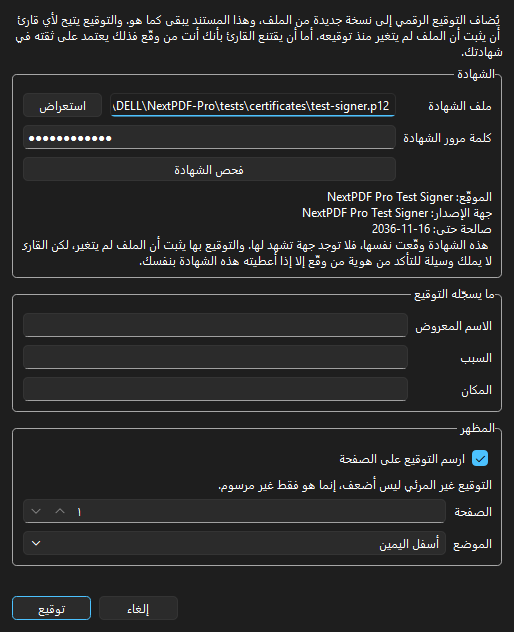 يُضاف التوقيع الرقمي إلى نسخة جديدة من الملف، وهذا المستند يبقى كما هو. والتوقيع يتيح لأي قارئ
أن يثبت أن الملف لم يتغير منذ توقيعه. أما أن يقتنع القارئ بأنك أنت من وقّع فذلك يعتمد على ثقته في
شهادتك.
الشهادة
ملف الشهادة
\DELL\NextPDF-Pro\tests\certificates\test-signer.p12
استعراض
كلمة مرور الشهادة
●●●●●●●●●●●●
فحص الشهادة
الموقّع: NextPDF Pro Test Signer
جهة الإصدار: NextPDF Pro Test Signer
صالحة حتى: 16-11-2036
هذه الشهادة وقّعت نفسها، فلا توجد جهة تشهد لها. والتوقيع بها يثبت أن الملف لم يتغير، لكن القارئ
لا يملك وسيلة للتأكد من هوية من وقّع إلا إذا أعطيته هذه الشهادة بنفسك.
ما يسجّله التوقيع
الاسم المعروض
السبب
المكان
المظهر
ارسم التوقيع على الصفحة
التوقيع غير المرئي ليس أضعف، إنما هو فقط غير مرسوم.
الصفحة
١
الموضع
أسفل اليمين
إلغاء
توقيع